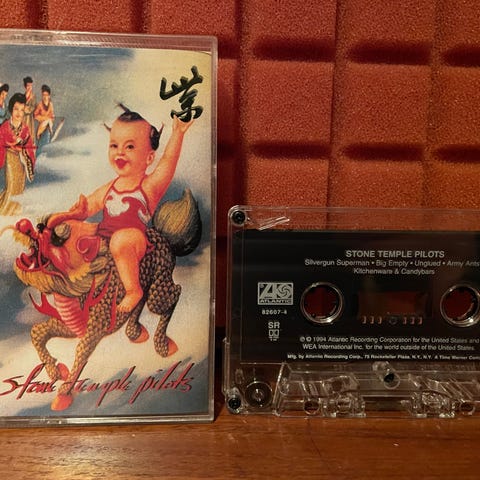 紫
Stone temple pilots
STONE TEMPLE PILOTS
Silvergun Superman • Big Empty • Unglued • Army Ants
Kitchenware & Candybars
ATLANTIC
82607-4
SR
℗ © 1994 Atlantic Recording Corporation for the United States and
WEA International Inc. for the world outside of the United States.
Mfg. by Atlantic Recording Corp., 75 Rockefeller Plaza, N.Y., N.Y. A Time Warner